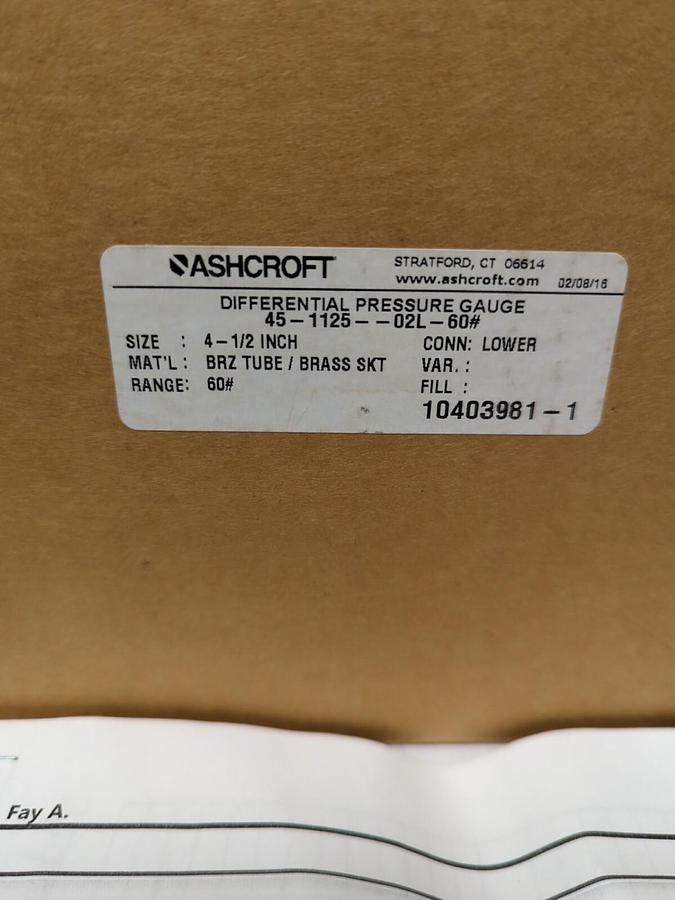 ASHCROFT
STRATFORD, CT 06614
www.ashcroft.com 02/08/16
DIFFERENTIAL PRESSURE GAUGE
45-1125--02L-60#
SIZE : 4-1/2 INCH CONN: LOWER
MAT'L : BRZ TUBE / BRASS SKT VAR. :
RANGE: 60# FILL :
10403981-1
Fay A.